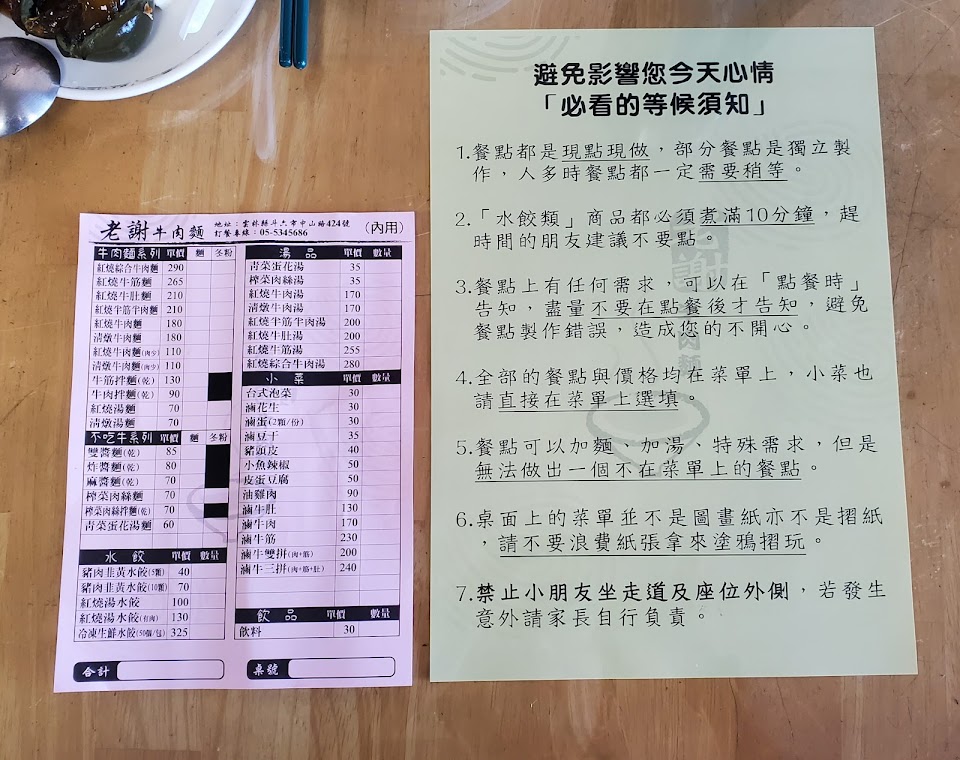 老謝牛肉麵
地址：雲林縣斗六市中山路424號
訂餐專線：05-5345686
（內用）
牛肉麵系列 單價 麵 冬粉
紅燒綜合牛肉麵 290
紅燒牛筋麵 265
紅燒牛肚麵 210
紅燒半筋半肉麵 210
紅燒牛肉麵 180
清燉牛肉麵 180
紅燒牛肉麵(肉少) 110
清燉牛肉麵(肉少) 110
牛筋拌麵(乾) 130
牛肉拌麵(乾) 90
紅燒湯麵 70
清燉湯麵 70
不吃牛系列 單價 麵 冬粉
雙醬麵(乾) 85
炸醬麵(乾) 80
麻醬麵(乾) 70
榨菜肉絲麵 70
榨菜肉絲拌麵(乾) 70
青菜蛋花湯麵 60
水餃 單價 數量
豬肉韭黃水餃(5顆) 40
豬肉韭黃水餃(10顆) 70
紅燒湯水餃 100
紅燒湯水餃(有肉) 130
冷凍生鮮水餃(50個/包) 325
合計
湯品 單價 數量
青菜蛋花湯 35
榨菜肉絲湯 35
紅燒牛肉湯 170
清燉牛肉湯 170
紅燒半筋半肉湯 200
紅燒牛肚湯 200
紅燒牛筋湯 255
紅燒綜合牛肉湯 280
小菜 單價 數量
台式泡菜 30
滷花生 30
滷蛋(2顆/份) 30
滷豆干 35
豬頭皮 40
小魚辣椒 50
皮蛋豆腐 50
油雞肉 90
滷牛肚 130
滷牛肉 170
滷牛筋 230
滷牛雙拼(肉+筋) 200
滷牛三拼(肉+筋+肚) 240
飲品 單價 數量
飲料 30
桌號
避免影響您今天心情
「必看的等候須知」
1.餐點都是現點現做，部分餐點是獨立製
作，人多時餐點都一定需要稍等。
2.「水餃類」商品都必須煮滿10分鐘，趕
時間的朋友建議不要點。
3.餐點上有任何需求，可以在「點餐時」
告知，盡量不要在點餐後才告知，避免
餐點製作錯誤，造成您的不開心。
4.全部的餐點與價格均在菜單上，小菜也
請直接在菜單上選填。
5.餐點可以加麵、加湯、特殊需求，但是
無法做出一個不在菜單上的餐點。
6.桌面上的菜單並不是圖畫紙亦不是摺紙
，請不要浪費紙張拿來塗鴉摺玩。
7.禁止小朋友坐走道及座位外側，若發生
意外請家長自行負責。